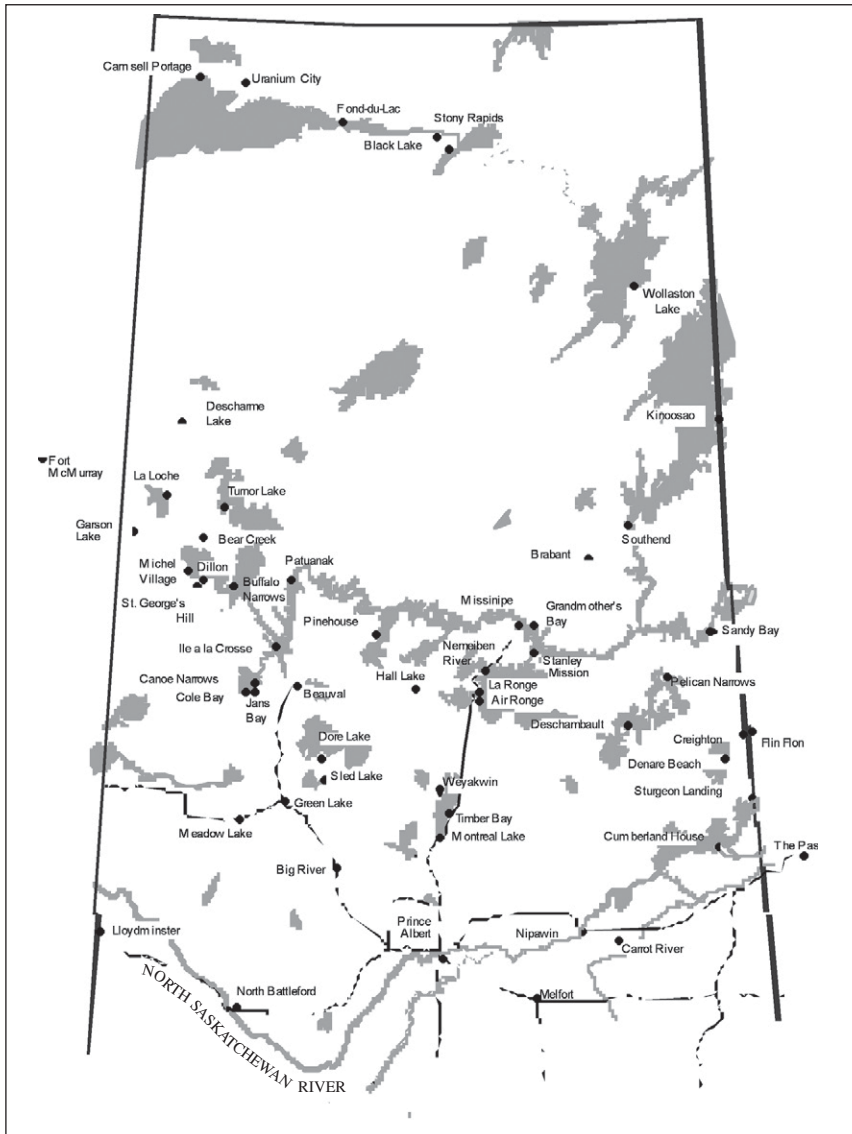 Camsell Portage
Uranium City
Fond-du-Lac
Stony Rapids
Black Lake
Wollaston
Lake
Descharme
Lake
Kinoosao
Fort
McMurray
La Loche
Turnor Lake
Garson
Lake
Bear Creek
Southend
Brabant
Michel
Village
Dillon
Patuanak
Buffalo
Narrows
St. George's
Hill
Missinipe
Grandmother's
Bay
Pinehouse
Sandy Bay
Ile a la Crosse
Nemeiben
River
Stanley
Mission
Hall Lake
Canoe Narrows
Pelican Narrows
La Ronge
Cole Bay
Jans
Bay
Beauval
Air Ronge
Deschambault
Dore Lake
Creighton
Flin Flon
Denare Beach
Sled Lake
Weyakwin
Sturgeon Landing
Green Lake
Timber Bay
Meadow Lake
Montreal Lake
Cumberland House
The Pas
Big River
Prince
Albert
Nipawin
Lloydminster
Carrot River
North Battleford
Melfort
NORTH SASKATCHEWAN RIVER